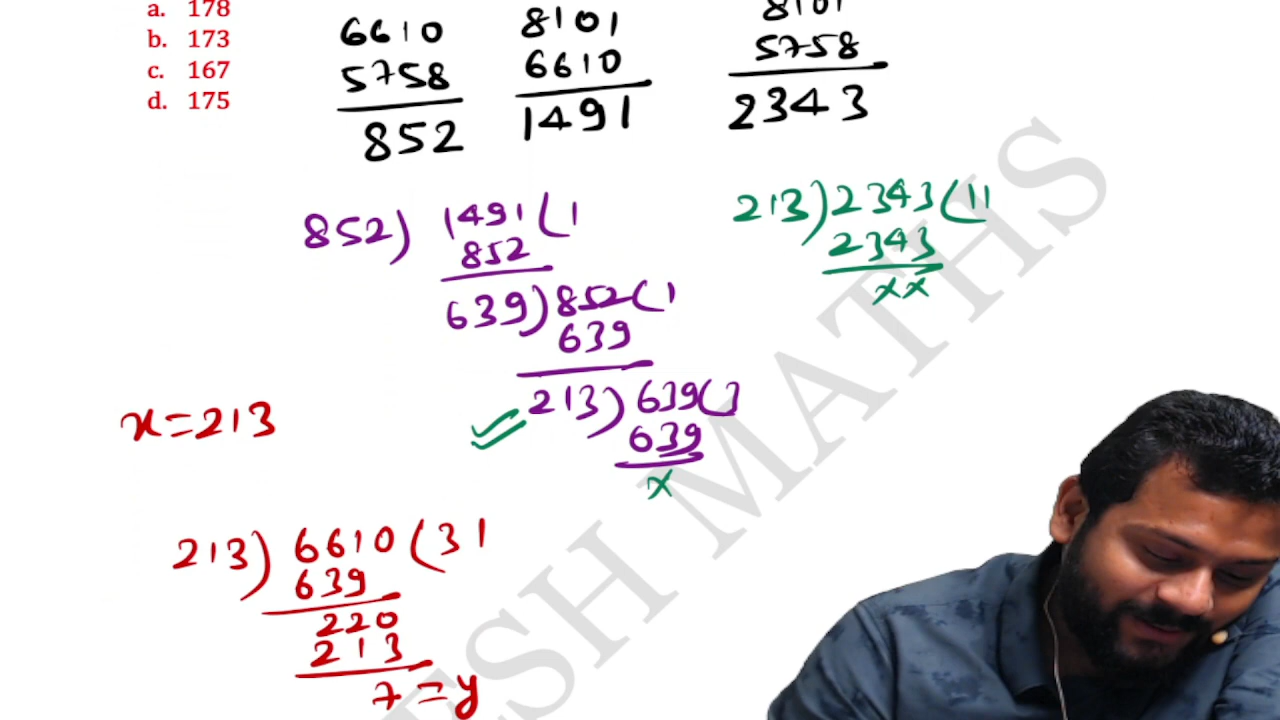 a. 178
b. 173
c. 167
d. 175
6610
5758
852
8101
6610
1491
8101
5758
2343
852) 1491 ( 1
852
639) 852 ( 1
639
213) 639 ( 3
639
x
213) 2343 ( 11
2343
xx
x = 213
213) 6610 ( 31
639
220
213
7 = y
ESH MATHS